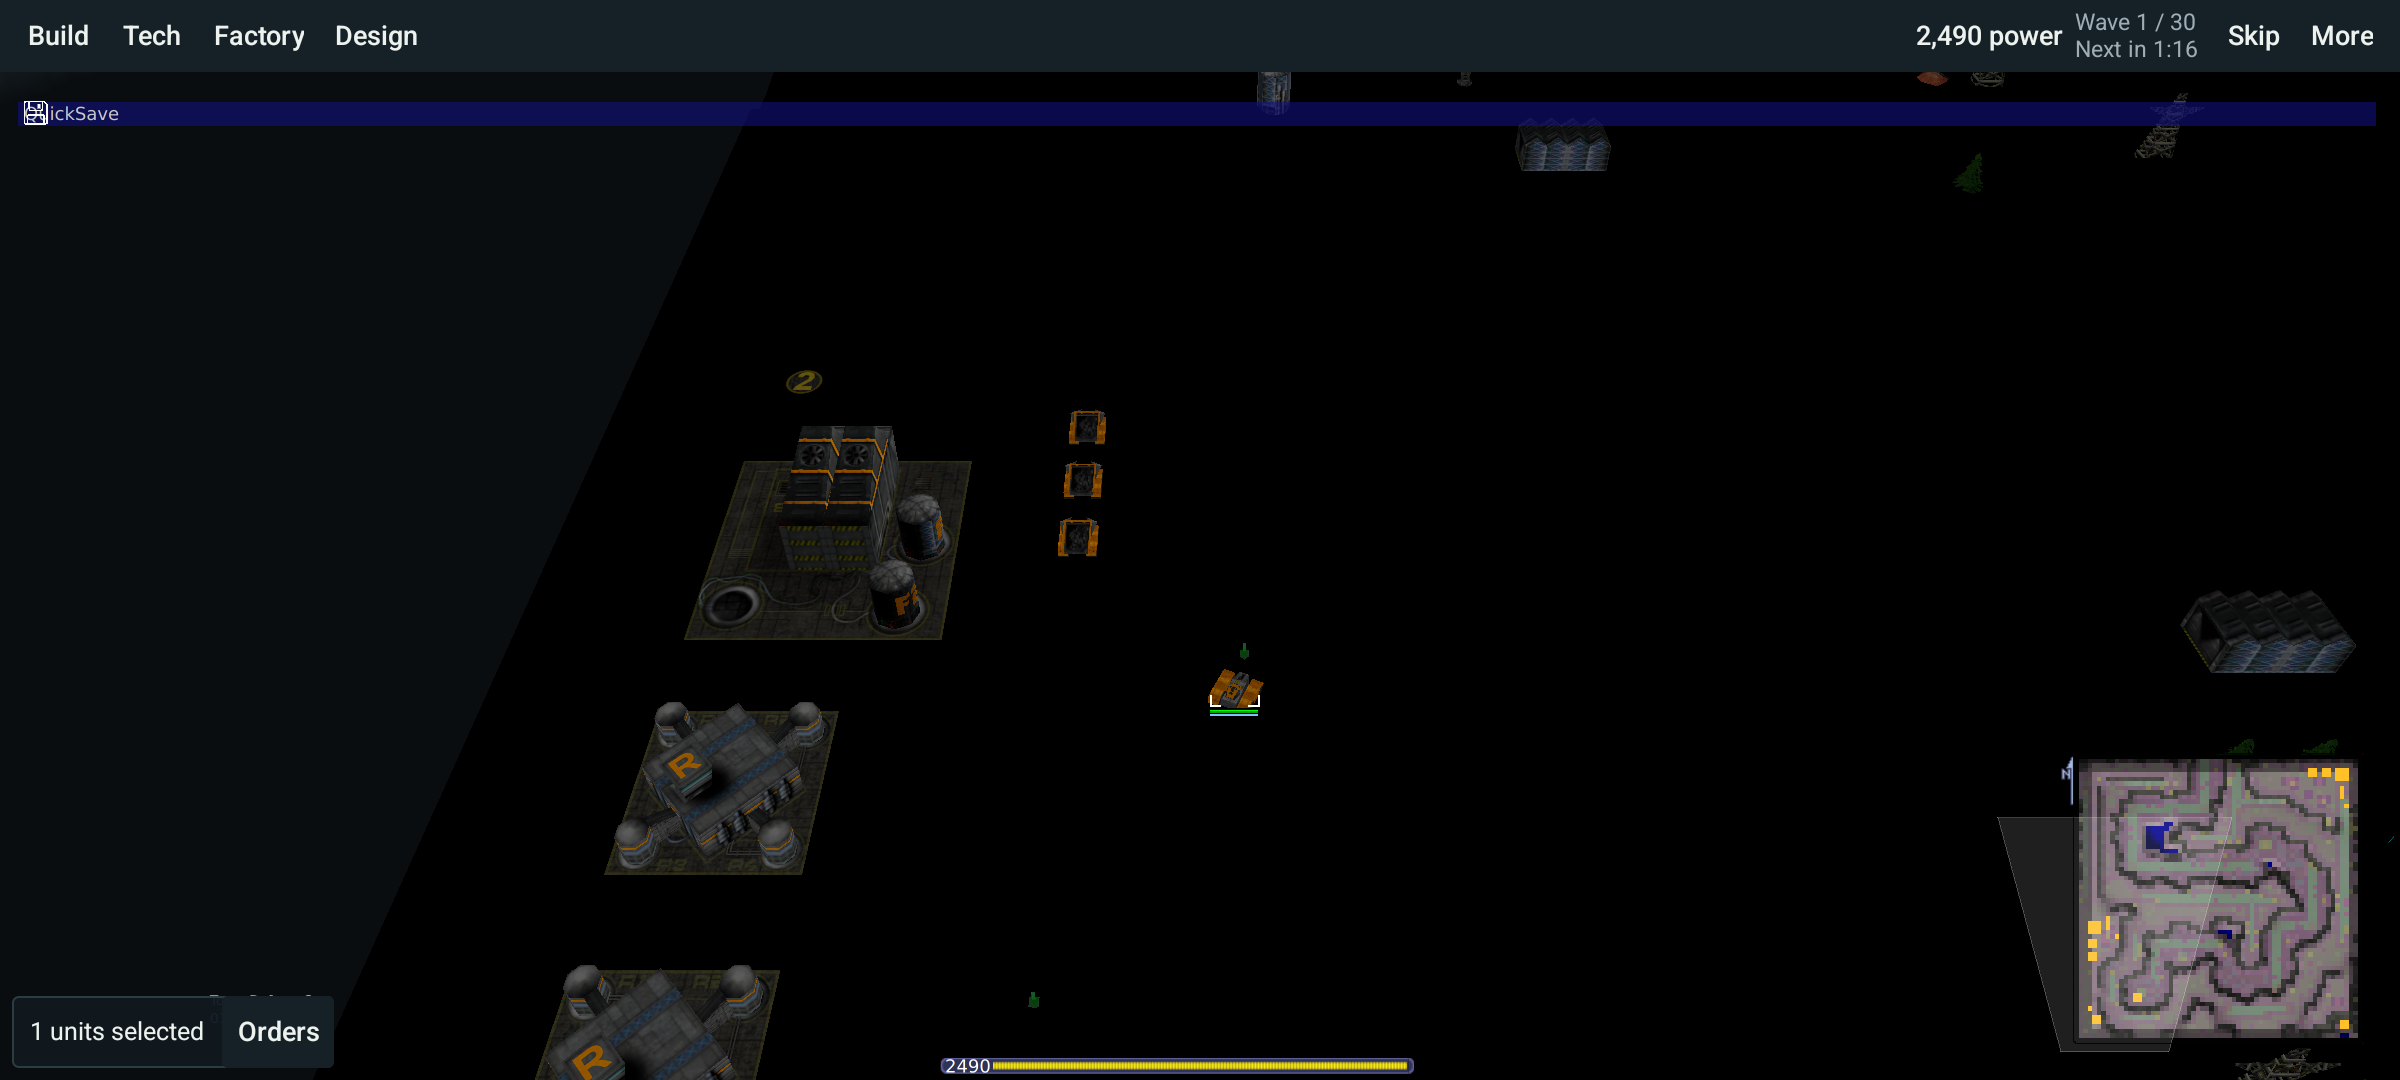 Build Tech Factory Design
2,490 power
Wave 1 / 30
Next in 1:16
Skip More
ickSave
2
F
R
N
R
1 units selected Orders
2490